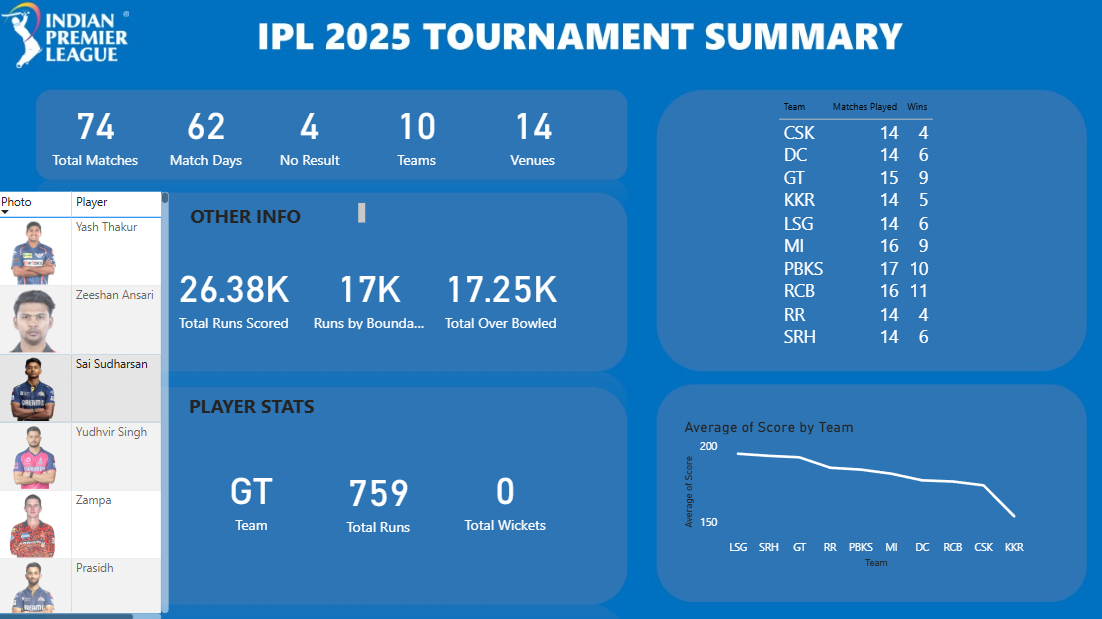 INDIAN
PREMIER
LEAGUE
IPL 2025 TOURNAMENT SUMMARY
74 62 4 10 14
Total Matches Match Days No Result Teams Venues
Team Matches Played Wins
CSK 14 4
DC 14 6
GT 15 9
KKR 14 5
LSG 14 6
MI 16 9
PBKS 17 10
RCB 16 11
RR 14 4
SRH 14 6
Photo Player
Yash Thakur
Zeeshan Ansari
Sai Sudharsan
Yudhvir Singh
Zampa
Prasidh
OTHER INFO
26.38K 17K 17.25K
Total Runs Scored Runs by Bounda... Total Over Bowled
PLAYER STATS
GT 759 0
Team Total Runs Total Wickets
Average of Score by Team
Average of Score
200
150
LSG SRH GT RR PBKS MI DC RCB CSK KKR
Team